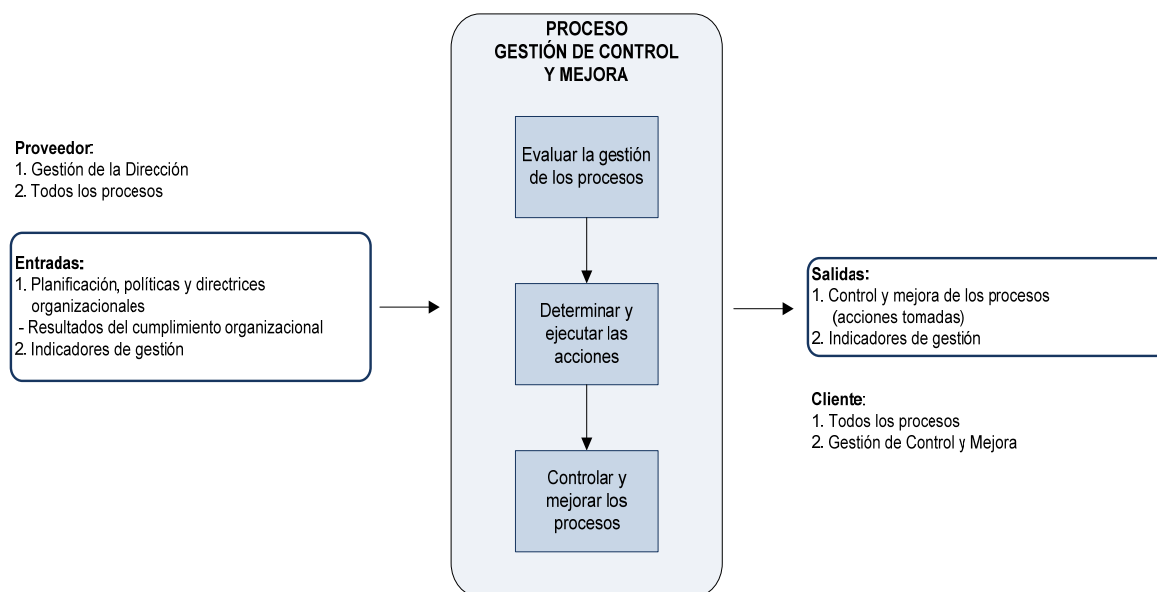 PROCESO
GESTIÓN DE CONTROL
Y MEJORA
Proveedor:
1. Gestión de la Dirección
2. Todos los procesos
Entradas:
1. Planificación, políticas y directrices
organizacionales
- Resultados del cumplimiento organizacional
2. Indicadores de gestión
Evaluar la gestión
de los procesos
Determinar y
ejecutar las
acciones
Controlar y
mejorar los
procesos
Salidas:
1. Control y mejora de los procesos
(acciones tomadas)
2. Indicadores de gestión
Cliente:
1. Todos los procesos
2. Gestión de Control y Mejora